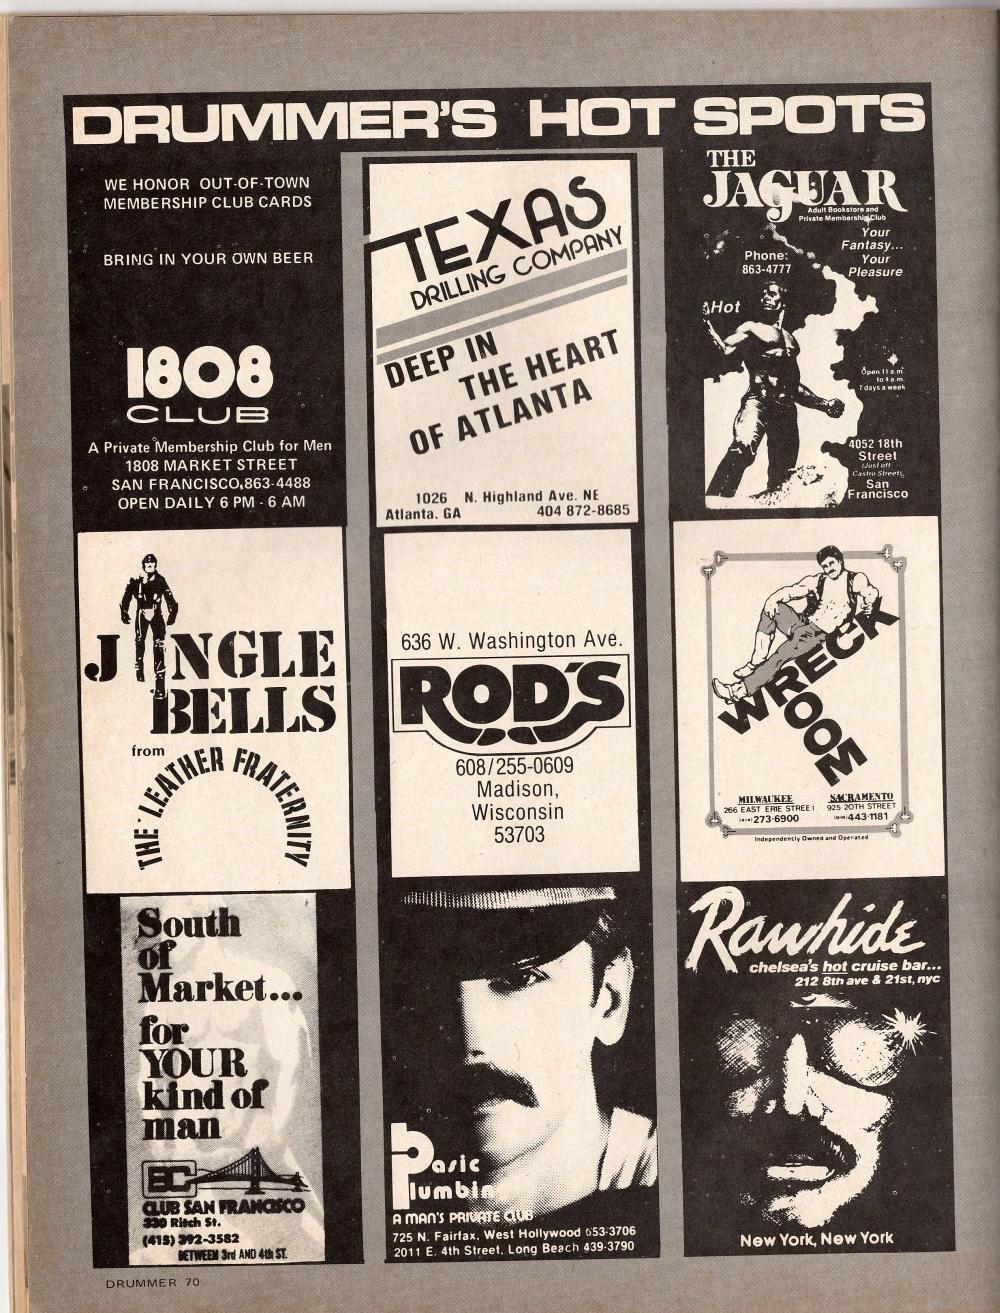 DRUMMER'S HOT SPOTS
WE HONOR OUT-OF-TOWN
MEMBERSHIP CLUB CARDS
BRING IN YOUR OWN BEER
1808
CLUB
A Private Membership Club for Men
1808 MARKET STREET
SAN FRANCISCO, 863-4488
OPEN DAILY 6 PM - 6 AM
TEXAS
DRILLING COMPANY
DEEP IN
THE HEART
OF ATLANTA
1026 N. Highland Ave. NE
Atlanta. GA 404 872-8685
THE
JAGUAR
Adult Bookstore and
Private Membership Club
Your
Fantasy...
Your
Pleasure
Phone:
863-4777
Hot
Open 11 a.m.
to 4 a.m.
7 days a week
4052 18th
Street
(Just off
Castro Street)
San
Francisco
JINGLE
BELLS
from
THE LEATHER FRATERNITY
636 W. Washington Ave.
ROD'S
608/255-0609
Madison,
Wisconsin
53703
WRECK
ROOM
MILWAUKEE
266 EAST ERIE STREET
(414) 273-6900
SACRAMENTO
925 20TH STREET
(916) 443-1181
Independently Owned and Operated
South
of
Market...
for
YOUR
kind of
man
BC
CLUB SAN FRANCISCO
330 Ritch St.
(415) 392-3582
BETWEEN 3rd AND 4th ST.
Basic
Plumbing
A MAN'S PRIVATE CLUB
725 N. Fairfax, West Hollywood 653-3706
2011 E. 4th Street, Long Beach 439-3790
Rawhide
chelsea's hot cruise bar...
212 8th ave & 21st, nyc
New York, New York
DRUMMER 70